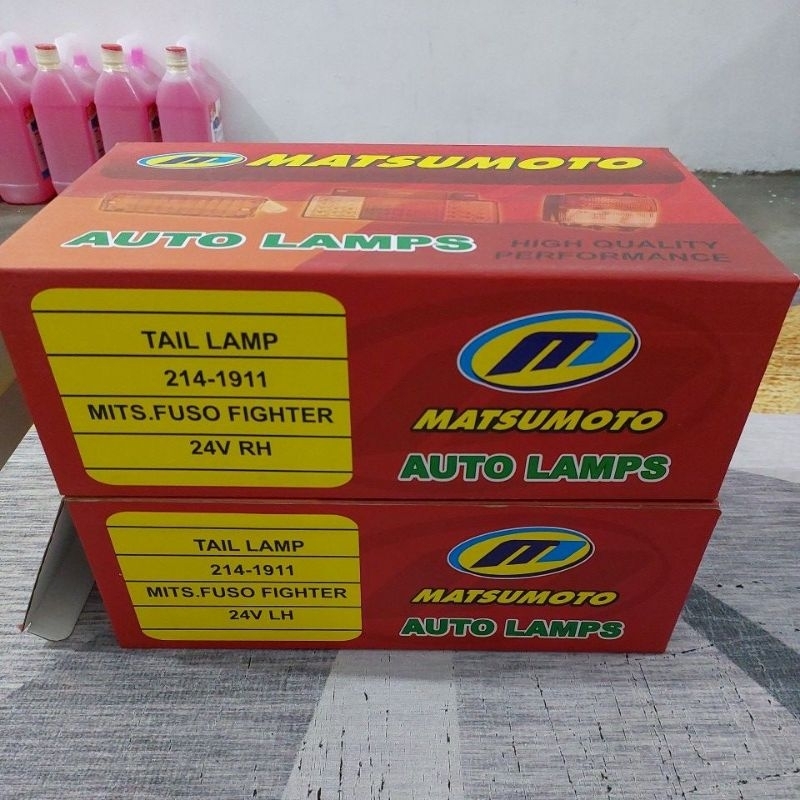 MATSUMOTO
AUTO LAMPS
HIGH QUALITY
PERFORMANCE
TAIL LAMP
214-1911
MITS.FUSO FIGHTER
24V RH
MATSUMOTO
AUTO LAMPS
TAIL LAMP
214-1911
MITS.FUSO FIGHTER
24V LH
MATSUMOTO
AUTO LAMPS